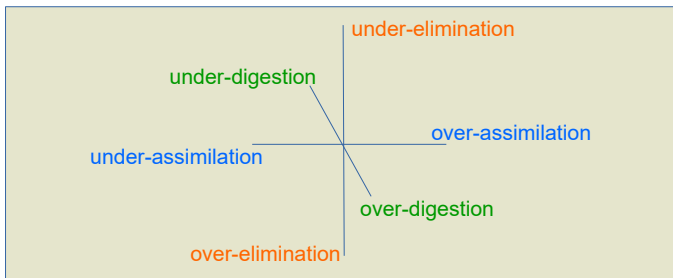 under-elimination
under-digestion
over-assimilation
under-assimilation
over-digestion
over-elimination